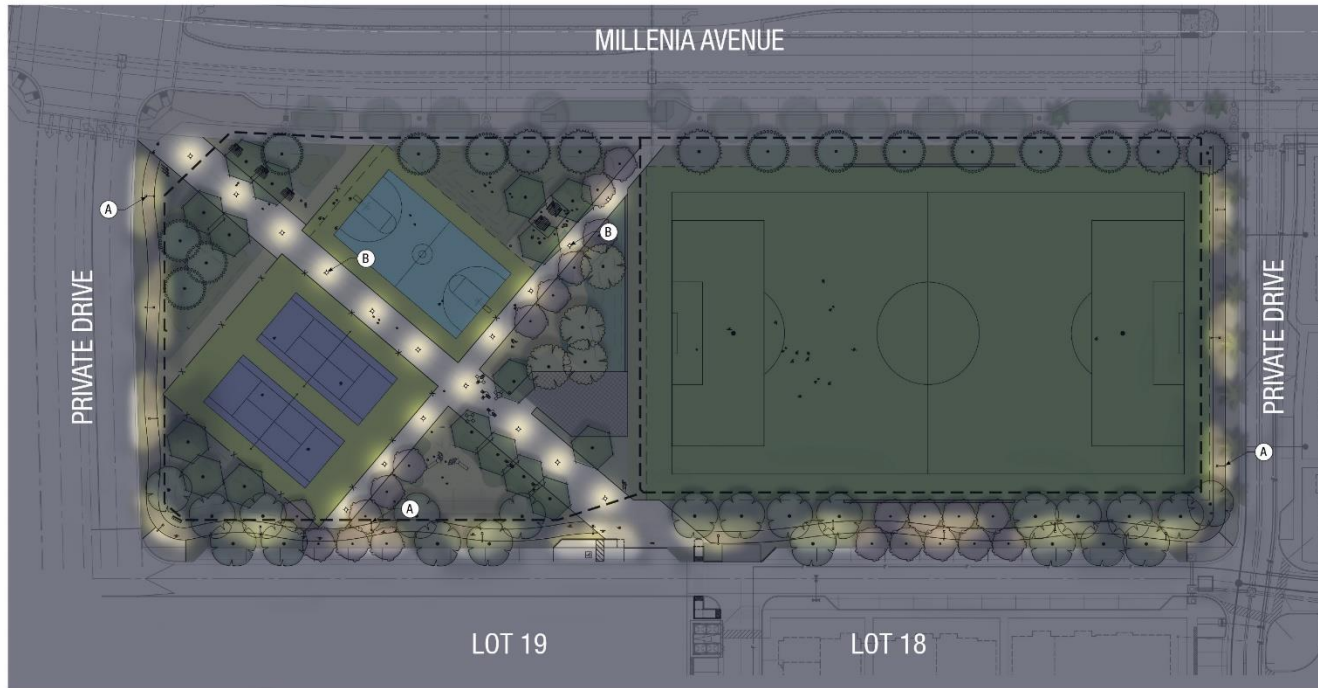 MILLENIA AVENUE
A
B
B
PRIVATE DRIVE
PRIVATE DRIVE
A
A
LOT 19
LOT 18